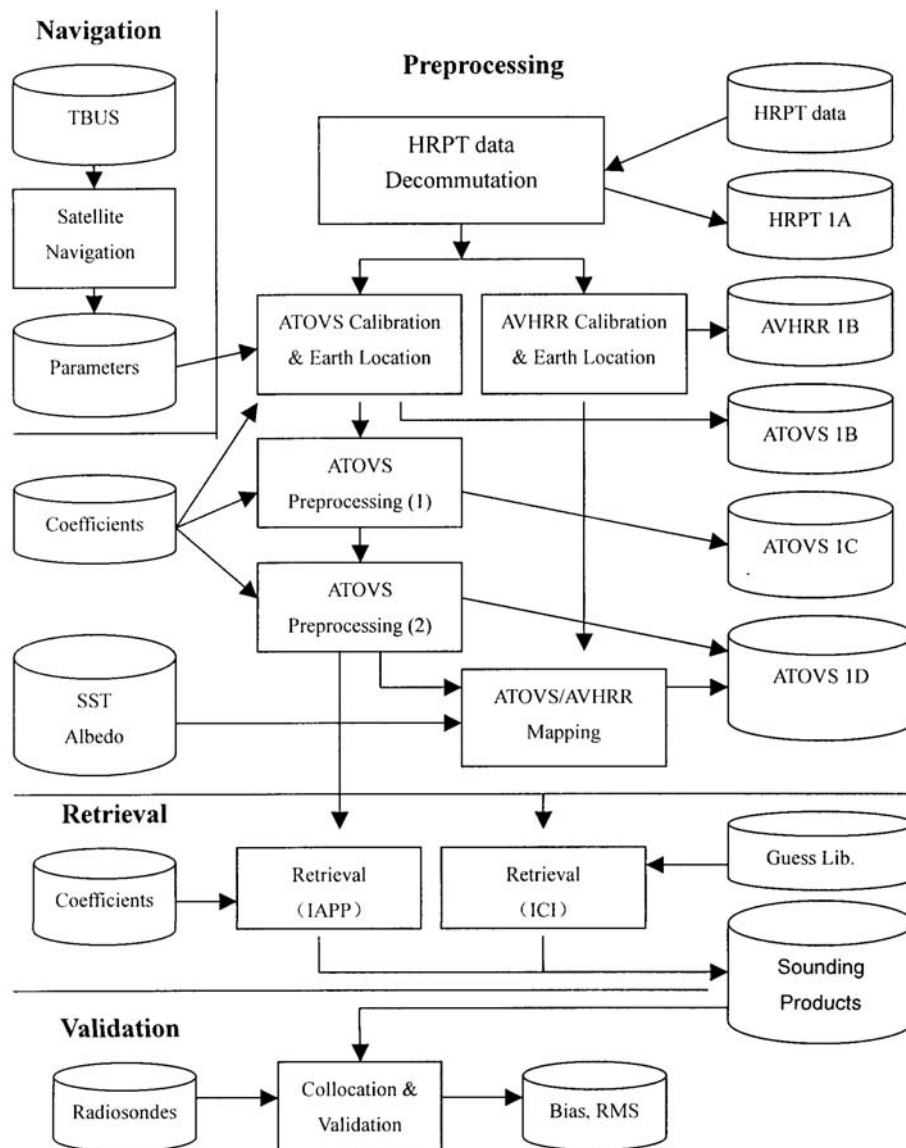 Navigation
Preprocessing
TBUS
HRPT data
HRPT data
Decommutation
Satellite
Navigation
HRPT 1A
ATOVS Calibration
& Earth Location
AVHRR Calibration
& Earth Location
AVHRR 1B
Parameters
ATOVS 1B
ATOVS
Preprocessing (1)
Coefficients
ATOVS 1C
ATOVS
Preprocessing (2)
SST
Albedo
ATOVS/AVHRR
Mapping
ATOVS 1D
Retrieval
Guess Lib.
Coefficients
Retrieval
(IAPP)
Retrieval
(ICI)
Sounding
Products
Validation
Radiosondes
Collocation &
Validation
Bias, RMS